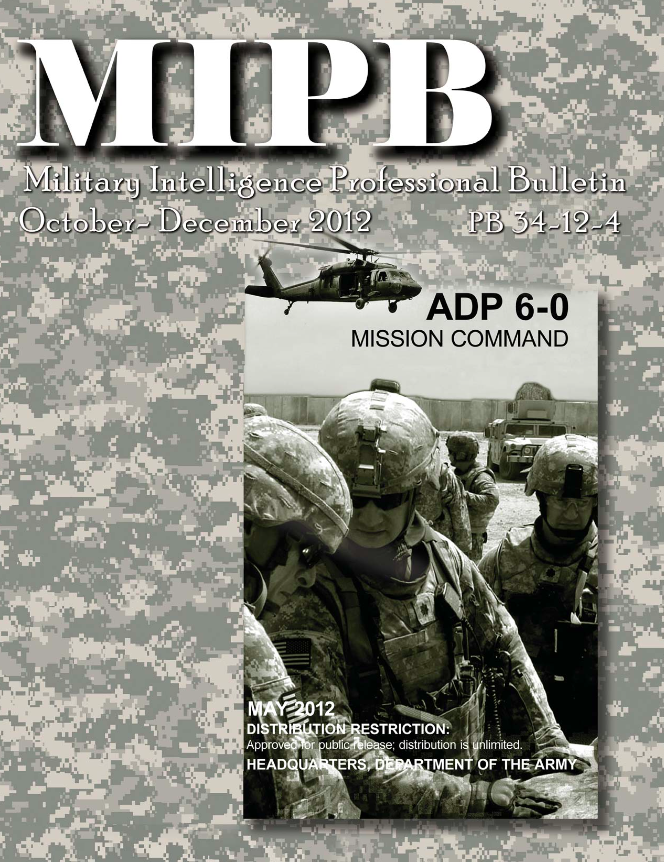 MIPB
Military Intelligence Professional Bulletin
October- December 2012 PB 34-12-4
ADP 6-0
MISSION COMMAND
MAY 2012
DISTRIBUTION RESTRICTION:
Approved for public release; distribution is unlimited.
HEADQUARTERS, DEPARTMENT OF THE ARMY